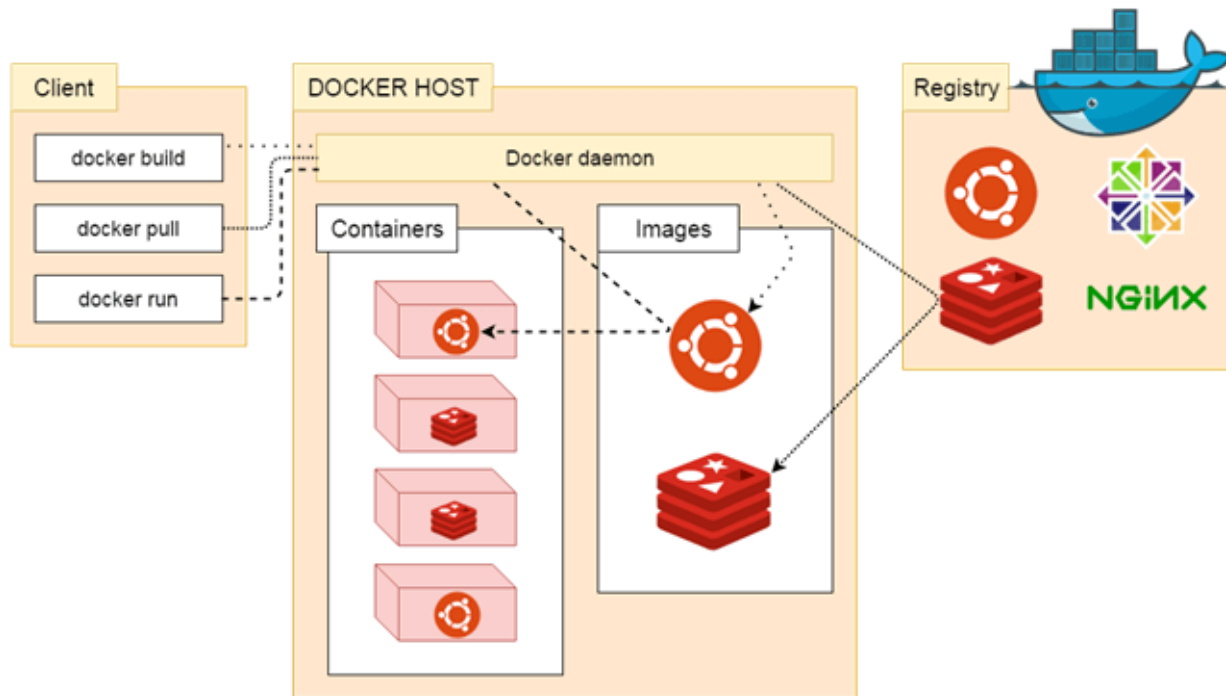 Client
docker build
docker pull
docker run
DOCKER HOST
Docker daemon
Containers
Images
Registry
NGiNX